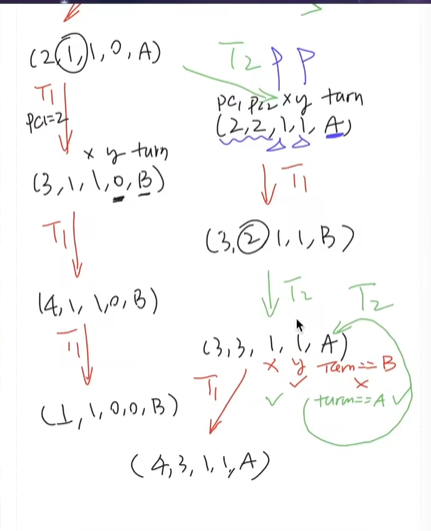 (2, 1, 1, 0, A)
T1
pc1=2
x y turn
(3, 1, 1, 0, B)
T1
(4, 1, 1, 0, B)
T1
(1, 1, 0, 0, B)
T2 P P
pc1 pc2 x y turn
(2, 2, 1, 1, A)
T1
(3, 2, 1, 1, B)
T2
T2
(3, 3, 1, 1, A)
x y turn==B
✓ x
✓ (turn==A ✓
T1
(4, 3, 1, 1, A)